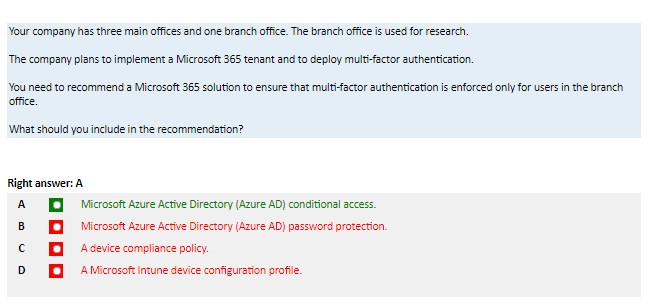 Your company has three main offices and one branch office. The branch office is used for research.
The company plans to implement a Microsoft 365 tenant and to deploy multi-factor authentication.
You need to recommend a Microsoft 365 solution to ensure that multi-factor authentication is enforced only for users in the branch
office.
What should you include in the recommendation?
Right answer: A
A Microsoft Azure Active Directory (Azure AD) conditional access.
B Microsoft Azure Active Directory (Azure AD) password protection.
C A device compliance policy.
D A Microsoft Intune device configuration profile.